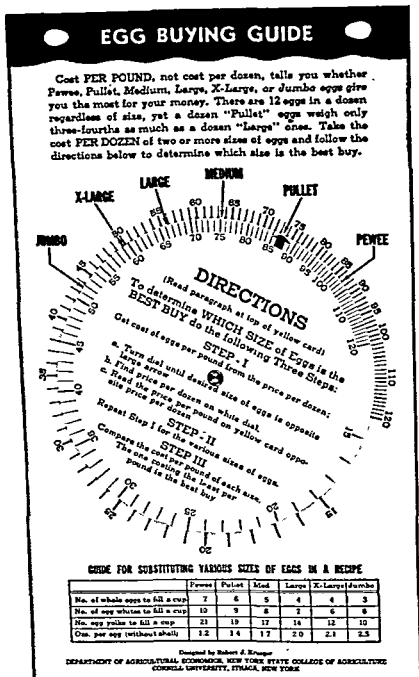 EGG BUYING GUIDE
Cost PER POUND, not cost per dozen, tells you whether
Peewee, Pullet, Medium, Large, X-Large, or Jumbo eggs give
you the most for your money. There are 12 eggs in a dozen
regardless of size, yet a dozen "Pullet" eggs weigh only
three-fourths as much as a dozen "Large" ones. Take the
cost PER DOZEN of two or more sizes of eggs and follow the
directions below to determine which size is the best buy.
JUMBO
X-LARGE
LARGE
MEDIUM
PULLET
PEWEE
DIRECTIONS
(Read paragraph at top of yellow card)
To determine WHICH SIZE of Eggs is the
BEST BUY do the following Three Steps:
STEP-I
Get cost of eggs per pound from the price per dozen;
a. Turn dial until desired size of eggs is opposite
large arrow
b. Find price per dozen on white dial.
c. Read the price per pound on yellow card oppo-
site price per dozen
Repeat Step I for the various sizes of eggs.
STEP-II
STEP III
Compare the cost per pound of each size.
The one costing the least per
pound is the best buy
GUIDE FOR SUBSTITUTING VARIOUS SIZES OF EGGS IN A RECIPE
Peewee Pullet Med Large X-Large Jumbo
No. of whole eggs to fill a cup 7 6 5 4 4 3
No. of egg whites to fill a cup 10 9 8 7 6 6
No. egg yolks to fill a cup 21 19 17 14 12 10
Ozs. per egg (without shell) 1.2 1.4 1.7 2.0 2.1 2.5
Designed by Robert J. Krueger
DEPARTMENT OF AGRICULTURAL ECONOMICS, NEW YORK STATE COLLEGE OF AGRICULTURE
CORNELL UNIVERSITY, ITHACA, NEW YORK